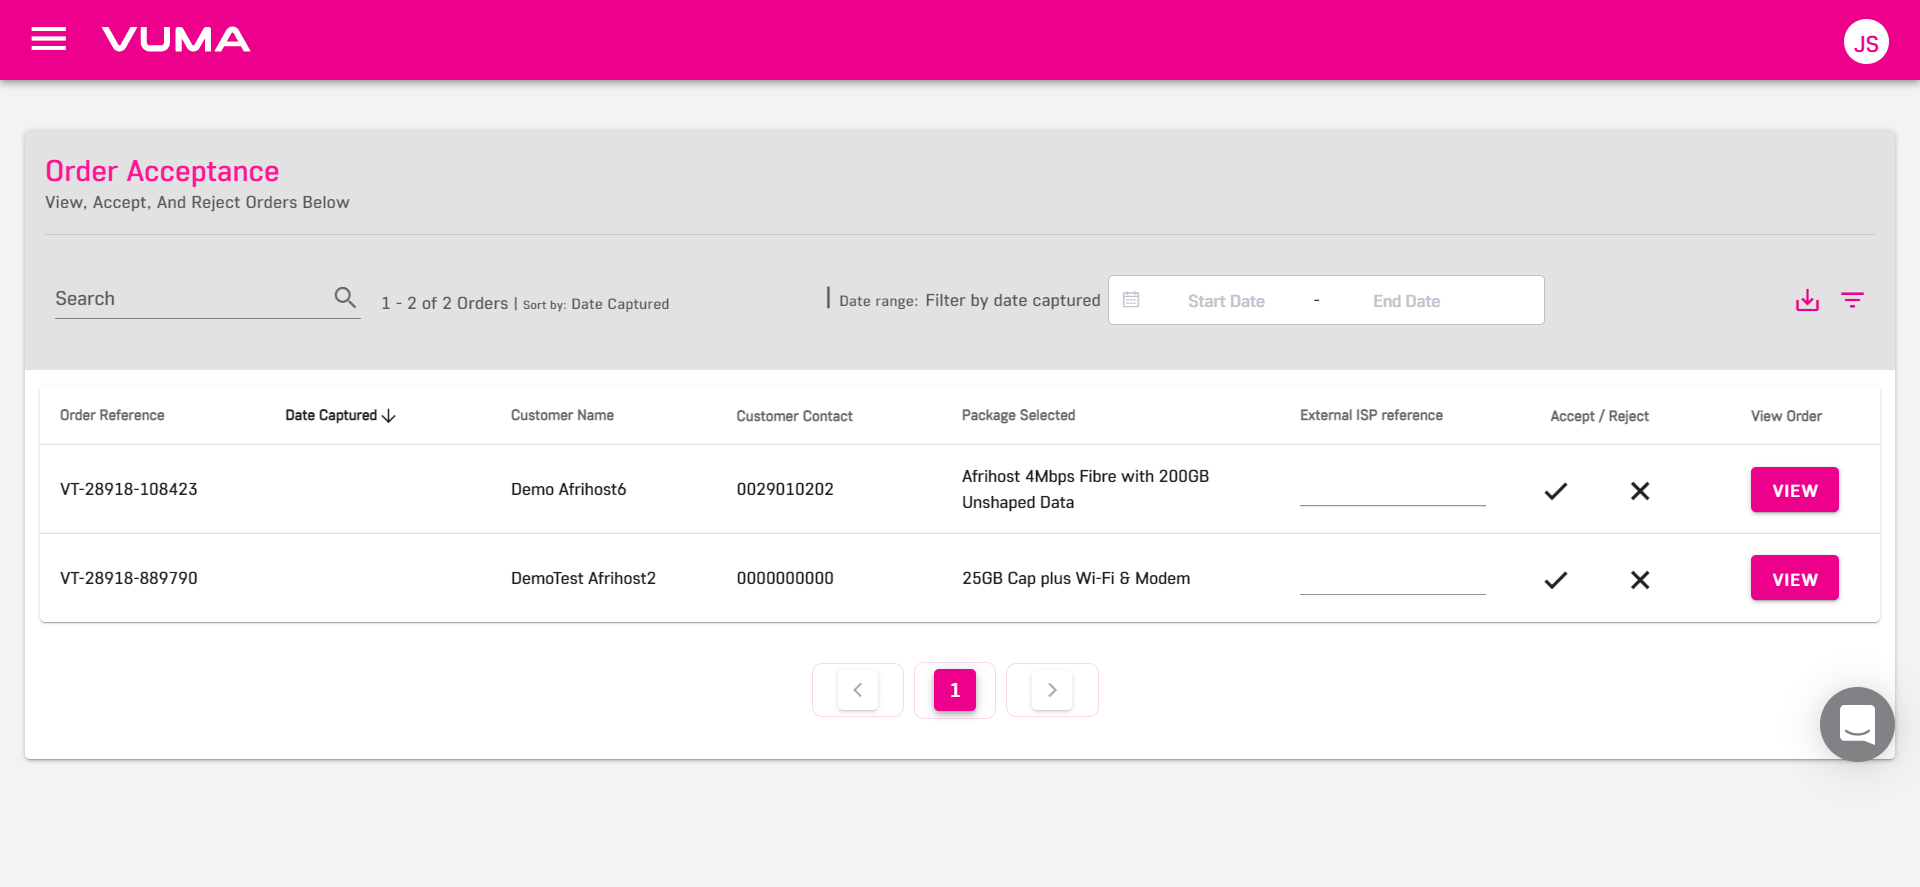 VUMA
JS
Order Acceptance
View, Accept, And Reject Orders Below
Search
1 - 2 of 2 Orders | Sort by: Date Captured
Date range: Filter by date captured
Start Date - End Date
Order Reference Date Captured Customer Name Customer Contact Package Selected External ISP reference Accept / Reject View Order
VT-28918-108423 Demo Afrihost6 0029010202 Afrihost 4Mbps Fibre with 200GB
Unshaped Data
VIEW
VT-28918-889790 DemoTest Afrihost2 0000000000 25GB Cap plus Wi-Fi & Modem VIEW
1